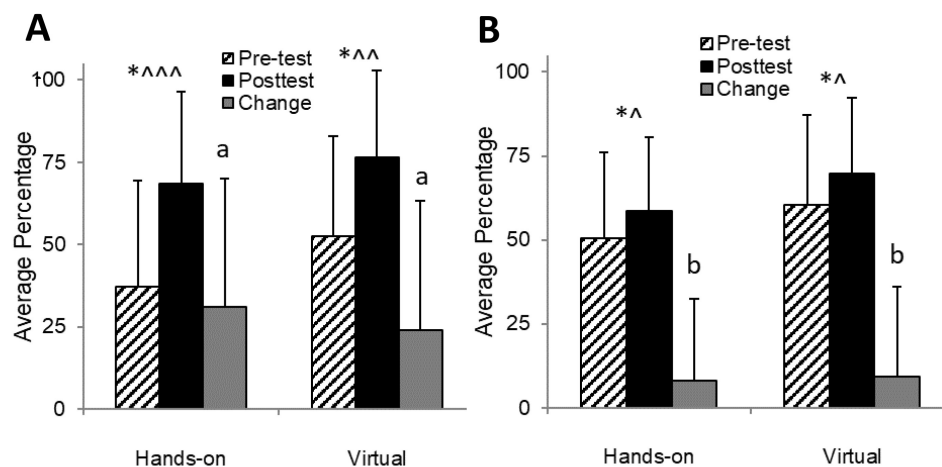 A
Pre-test
Posttest
Change
*^^^
*^^
100
75
50
25
0
Average Percentage
a
a
Hands-on
Virtual
B
Pre-test
Posttest
Change
*^
*^
100
75
50
25
0
Average Percentage
b
b
Hands-on
Virtual